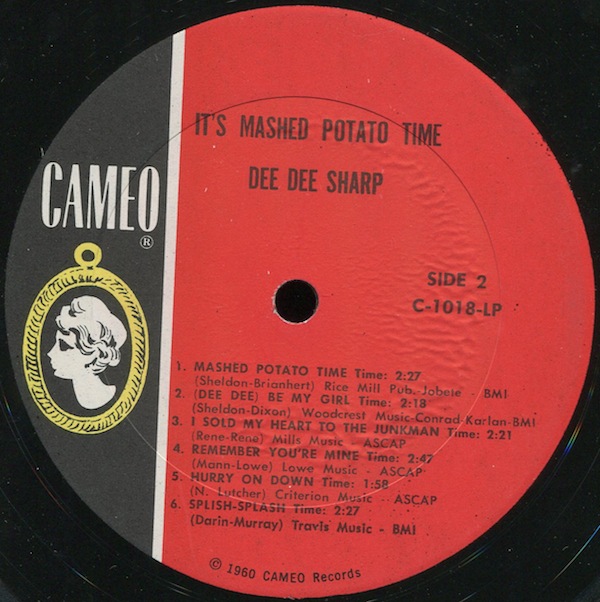 IT'S MASHED POTATO TIME
DEE DEE SHARP
CAMEO
®
SIDE 2
C-1018-LP
1. MASHED POTATO TIME Time: 2:27
(Sheldon-Brianhert) Rice Mill Pub. Jobete - BMI
2. (DEE DEE) BE MY GIRL Time: 2:18
(Sheldon-Dixon) Woodcrest Music-Conrad-Karlan-BMI
3. I SOLD MY HEART TO THE JUNKMAN Time: 2:21
(Rene-Rene) Mills Music - ASCAP
4. REMEMBER YOU'RE MINE Time: 2:47
(Mann-Lowe) Lowe Music - ASCAP
5. HURRY ON DOWN Time: 1:58
(N. Lutcher) Criterion Music - ASCAP
6. SPLISH-SPLASH Time: 2:27
(Darin-Murray) Travis Music - BMI
© 1960 CAMEO Records